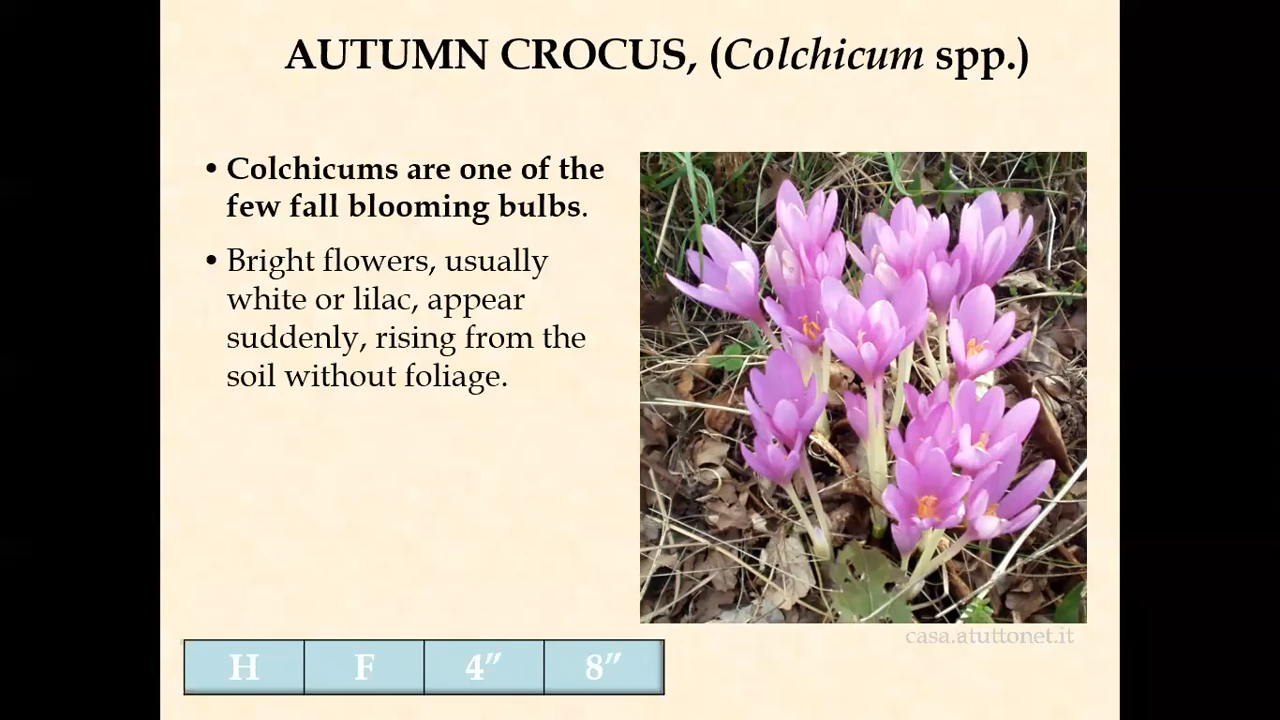 AUTUMN CROCUS, (Colchicum spp.)
• Colchicums are one of the
few fall blooming bulbs.
• Bright flowers, usually
white or lilac, appear
suddenly, rising from the
soil without foliage.
casa.atuttonet.it
H F 4″ 8″